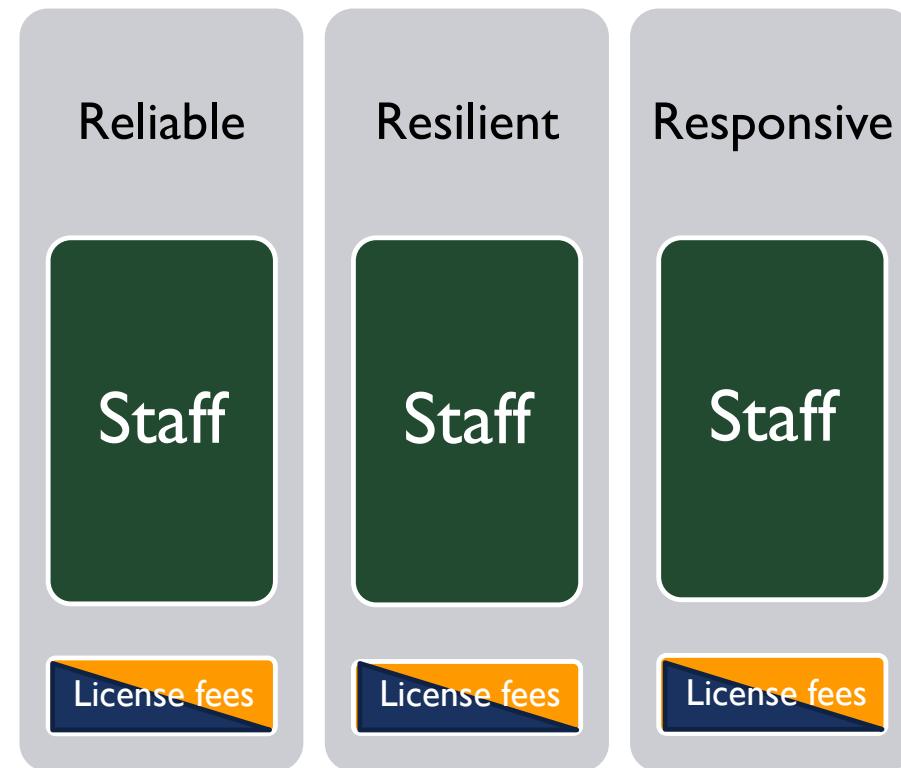 Reliable
Staff
License fees
Resilient
Staff
License fees
Responsive
Staff
License fees